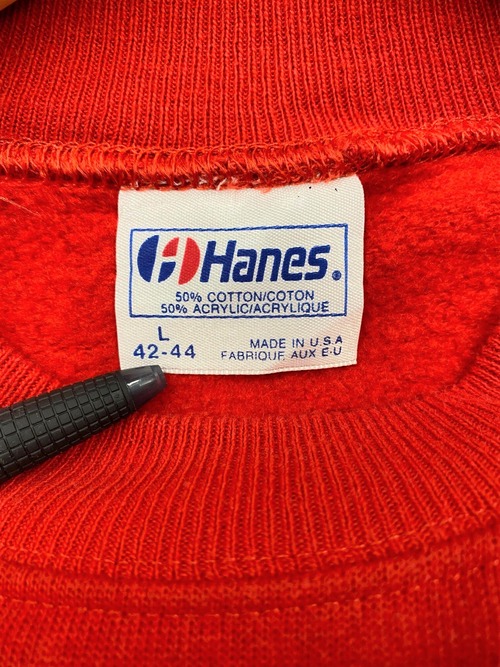 Hanes®
50% COTTON/COTON
50% ACRYLIC/ACRYLIQUE
L
42-44
MADE IN U.S.A
FABRIQUE AUX E-U